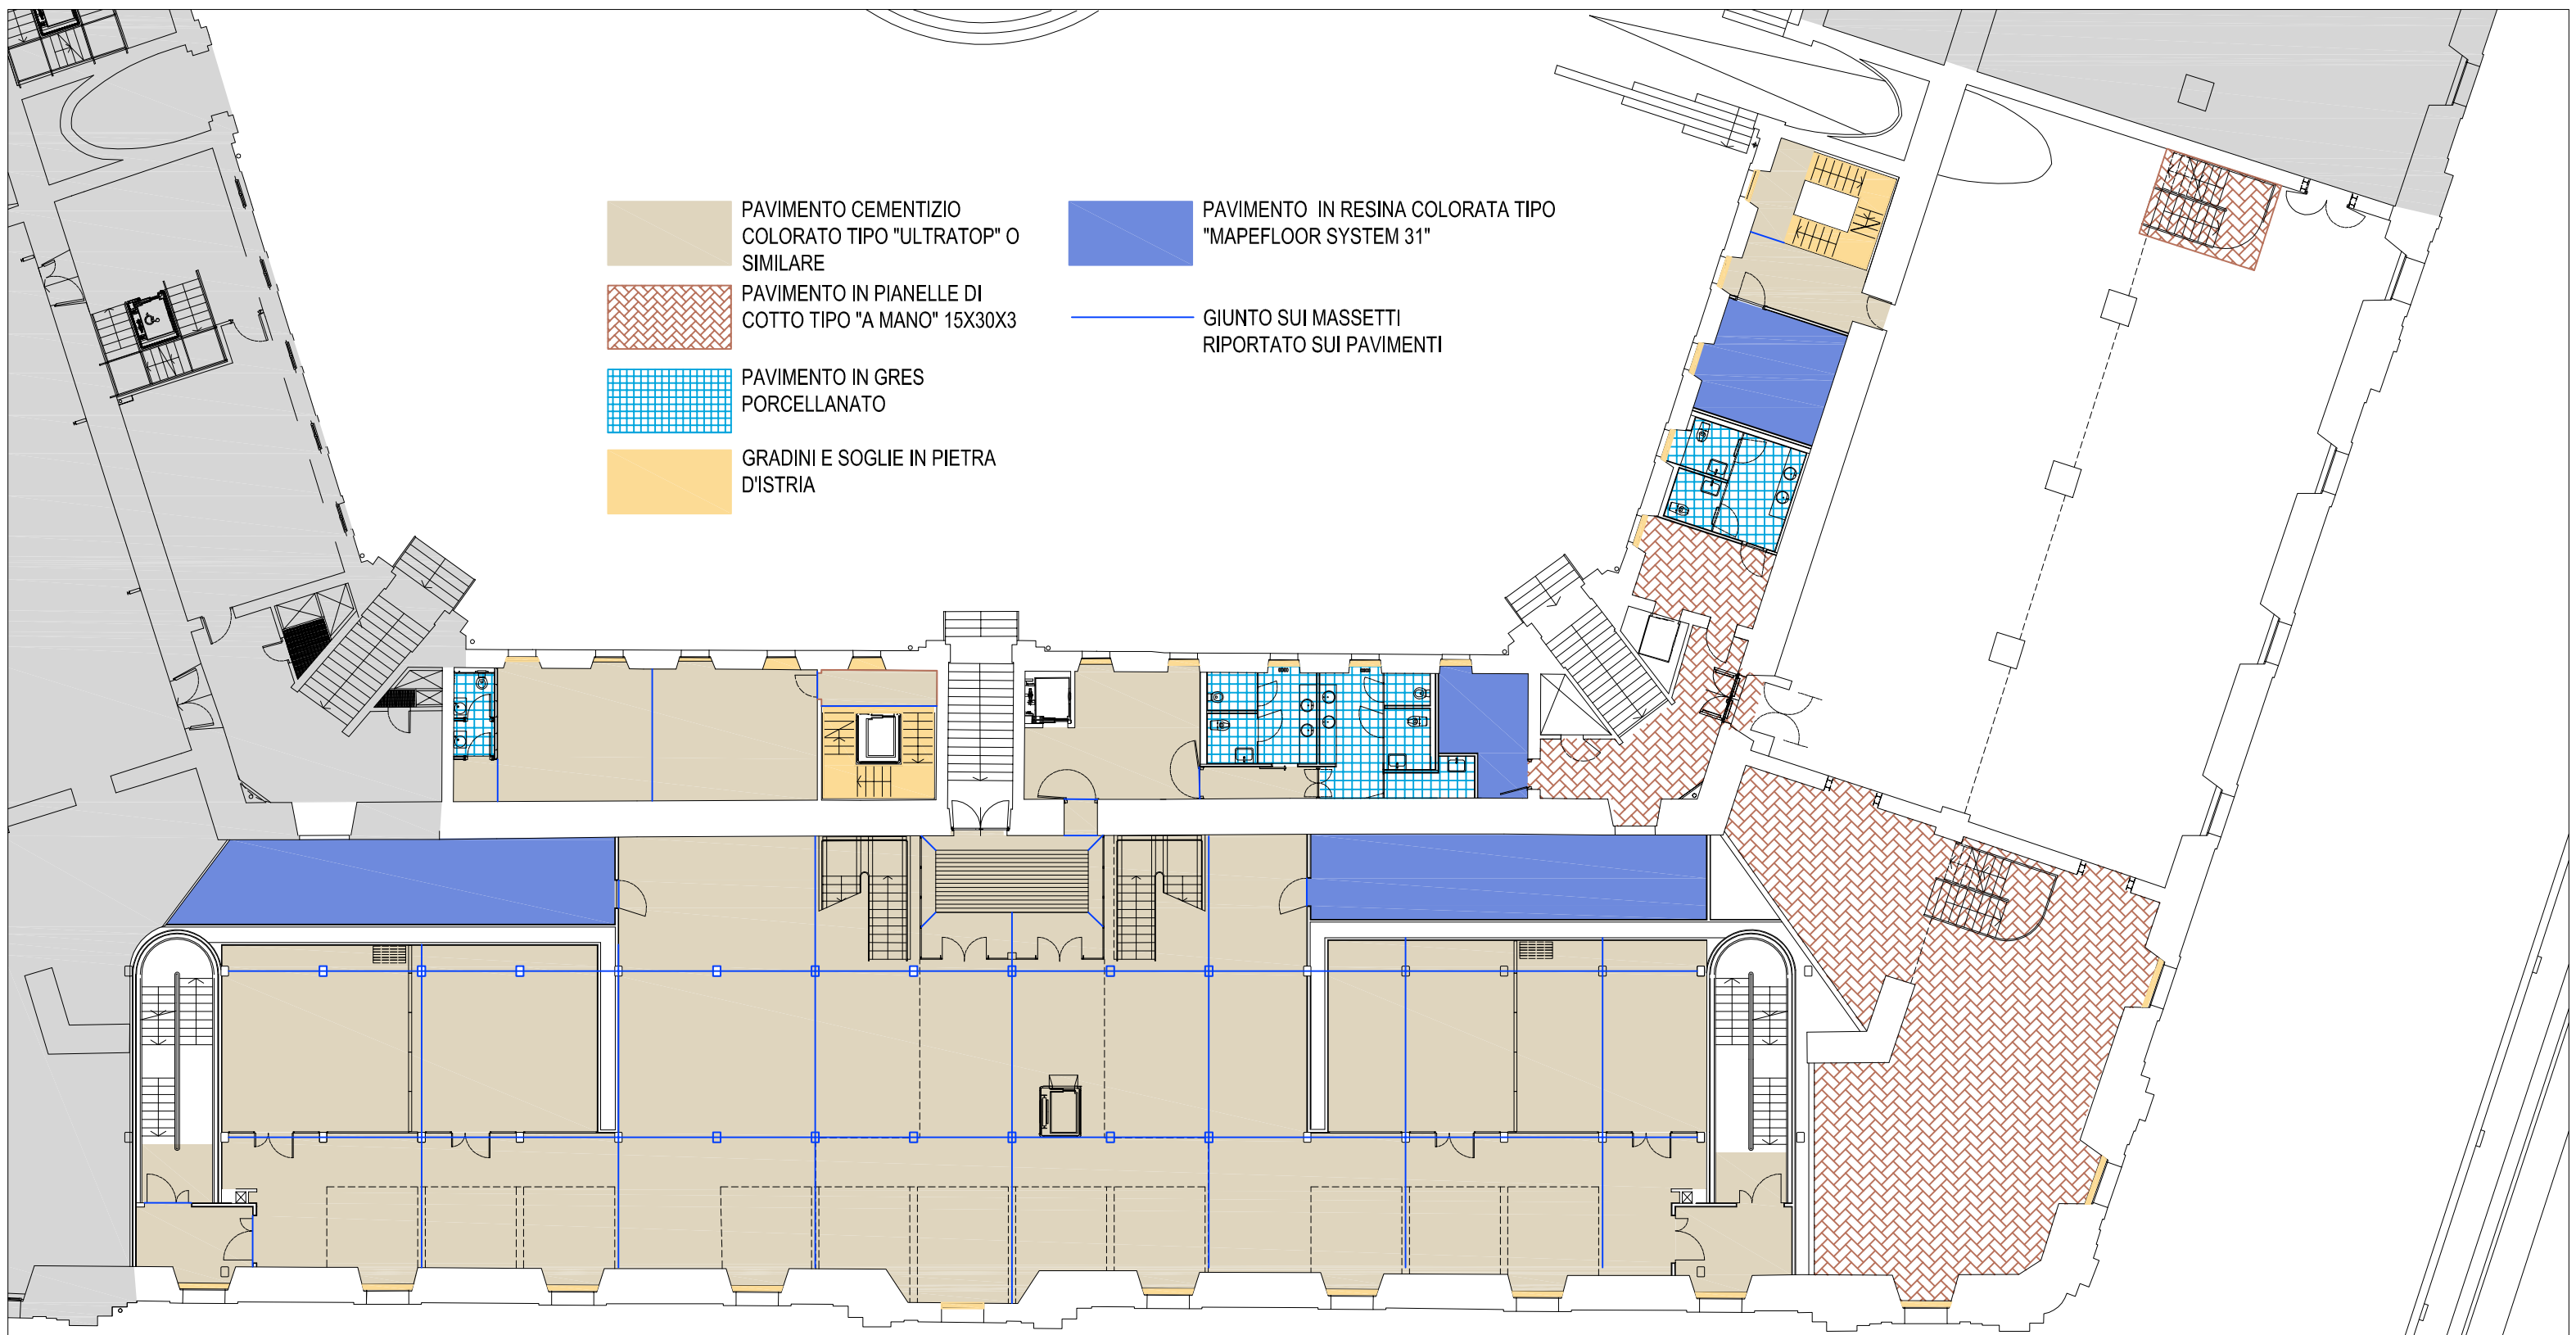 PAVIMENTO CEMENTIZIO
COLORATO TIPO "ULTRATOP" O
SIMILARE
PAVIMENTO IN PIANELLE DI
COTTO TIPO "A MANO" 15X30X3
PAVIMENTO IN GRES
PORCELLANATO
GRADINI E SOGLIE IN PIETRA
D'ISTRIA
PAVIMENTO IN RESINA COLORATA TIPO
"MAPEFLOOR SYSTEM 31"
GIUNTO SUI MASSETTI
RIPORTATO SUI PAVIMENTI